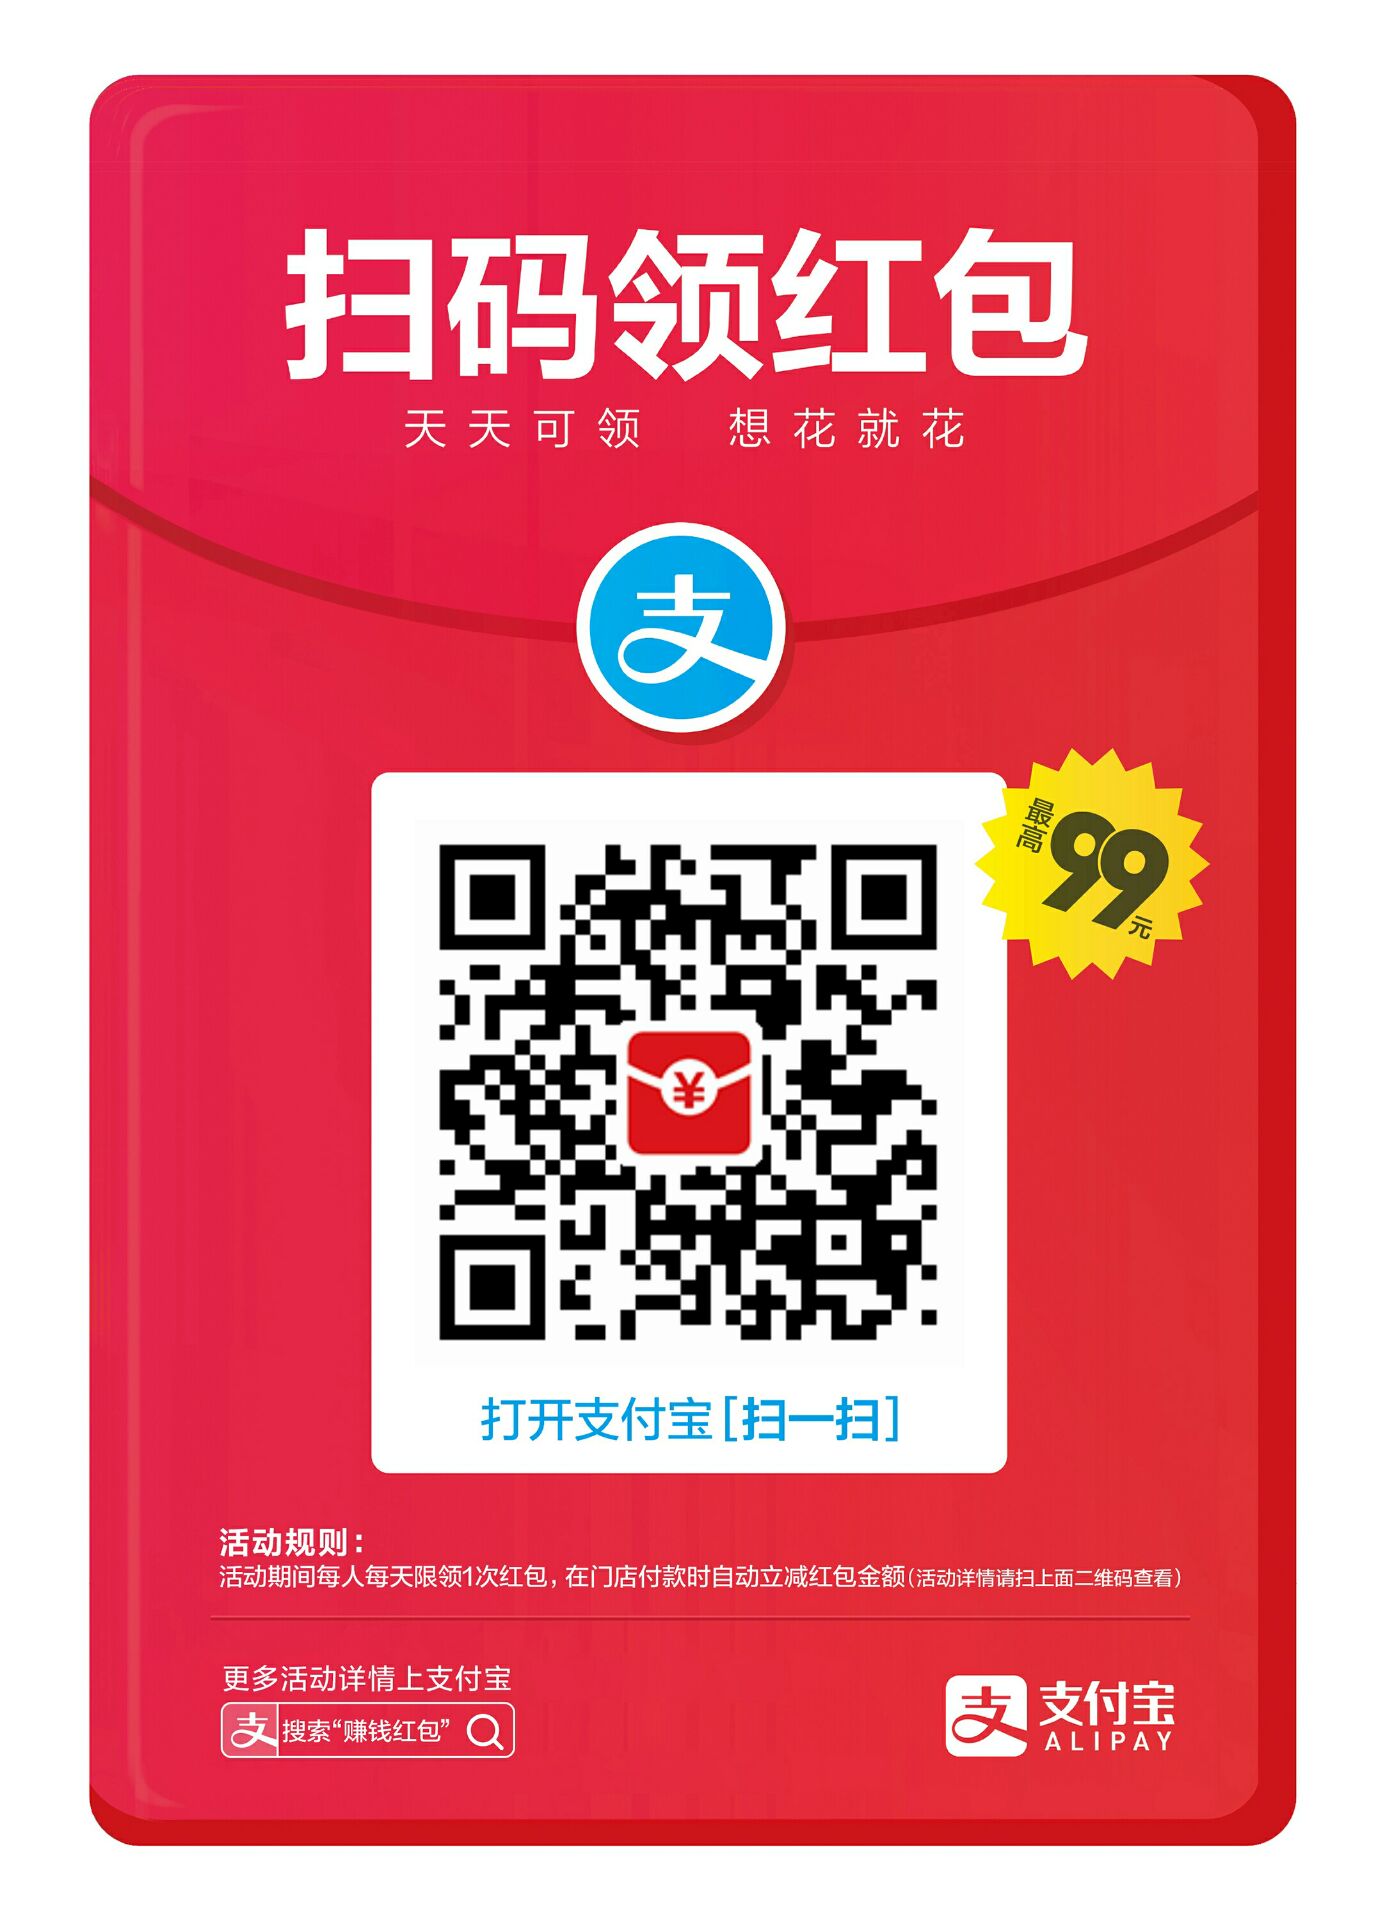 扫码领红包
天天可领 想花就花
支
最高99元
¥
打开支付宝[扫一扫]
活动规则：
活动期间每人每天限领1次红包，在门店付款时自动立减红包金额（活动详情请扫上面二维码查看）
更多活动详情上支付宝
支 搜索“赚钱红包”
支 支付宝
ALIPAY